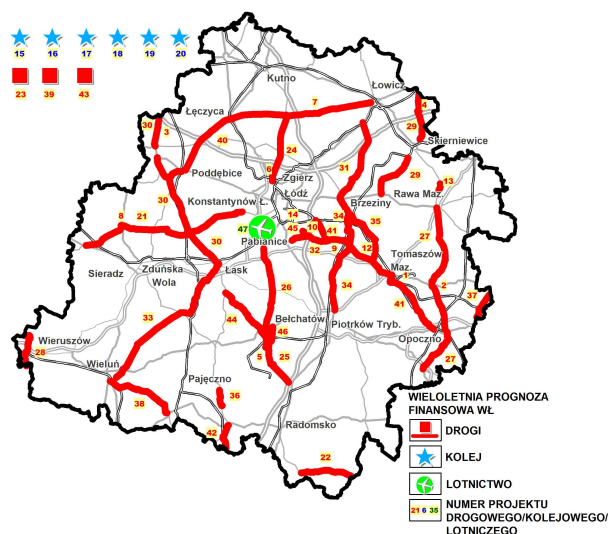 15 16 17 18 19 20
23 39 43
Kutno
Łowicz
7
4
Łęczyca
30 3
29
40
Skierniewice
24
31
6
Zgierz
29
Poddębice
13
Rawa Maz.
Łódź
30
Brzeziny
Konstantynów Ł.
8 21
14 34
35
47 45 10 41
27
Pabianice
30
32 9 12
Tomaszów
Maz.
Zduńska
Wola
Sieradz
Łask
1
2
26
41
37
44
34
33
Bełchatów
Piotrków Tryb.
46
Opoczno
Wieruszów
28
5 25
27
Wieluń
Pajęczno
36
38
42
Radomsko
22
WIELOLETNIA PROGNOZA
FINANSOWA WŁ
DROGI
KOLEJ
LOTNICTWO
21 6 35
NUMER PROJEKTU
DROGOWEGO/KOLEJOWEGO/
LOTNICZEGO